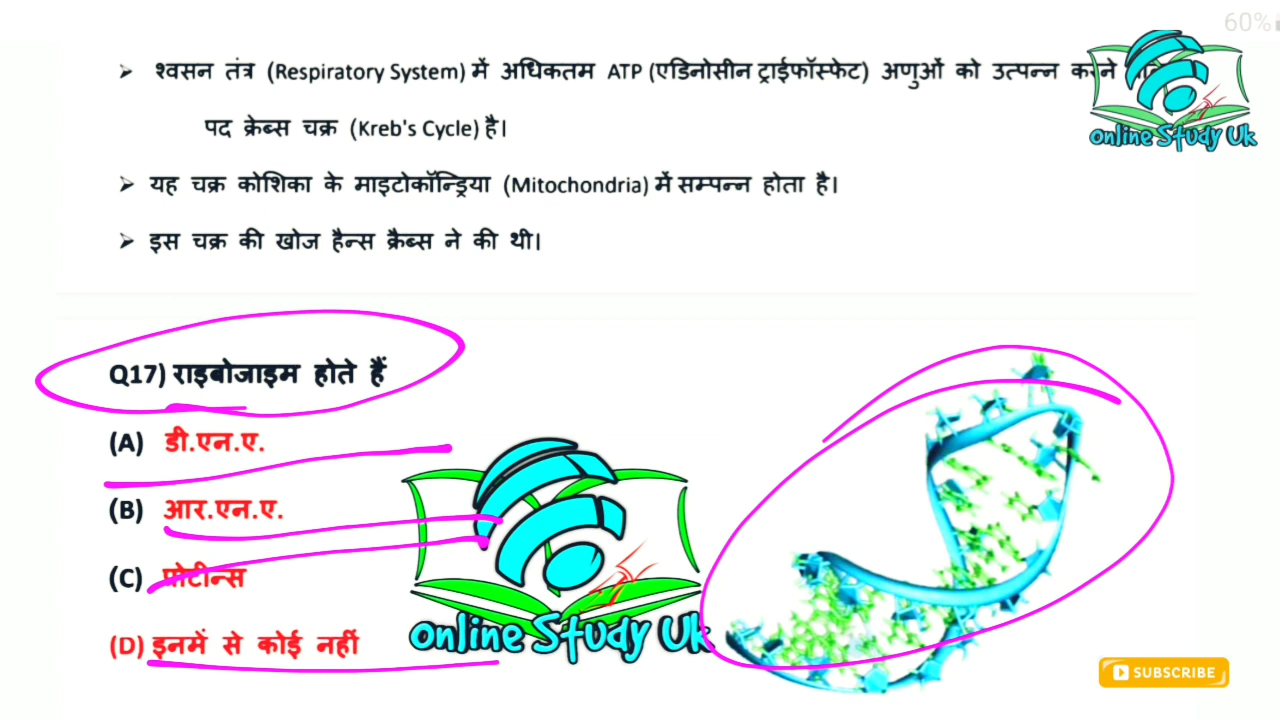 60%
➢ श्वसन तंत्र (Respiratory System) में अधिकतम ATP (एडिनोसीन ट्राईफॉस्फेट) अणुओं को उत्पन्न करने
पद क्रेब्स चक्र (Kreb's Cycle) है।
➢ यह चक्र कोशिका के माइटोकॉन्ड्रिया (Mitochondria) में सम्पन्न होता है।
➢ इस चक्र की खोज हैन्स क्रैब्स ने की थी।
Online Study Uk
Q17) राइबोजाइम होते हैं
(A) डी.एन.ए.
(B) आर.एन.ए.
(C) प्रोटीन्स
(D) इनमें से कोई नहीं
Online Study Uk
SUBSCRIBE